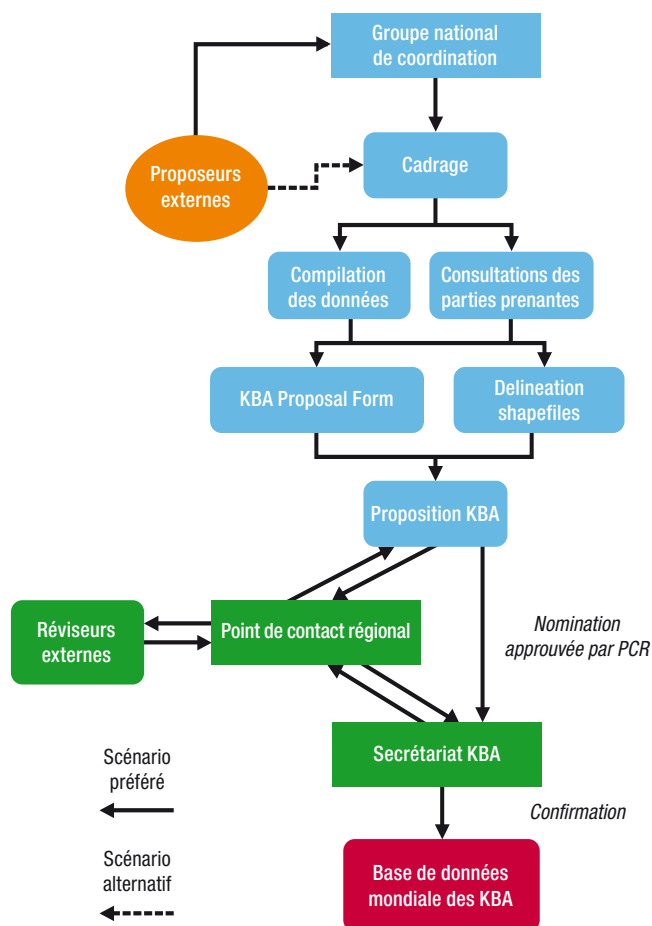 Groupe national
de coordination
Proposeurs
externes
Cadrage
Compilation
des données
Consultations des
parties prenantes
KBA Proposal Form
Delineation
shapefiles
Proposition KBA
Réviseurs
externes
Point de contact régional
Nomination
approuvée par PCR
Secrétariat KBA
Scénario
préféré
Confirmation
Scénario
alternatif
Base de données
mondiale des KBA